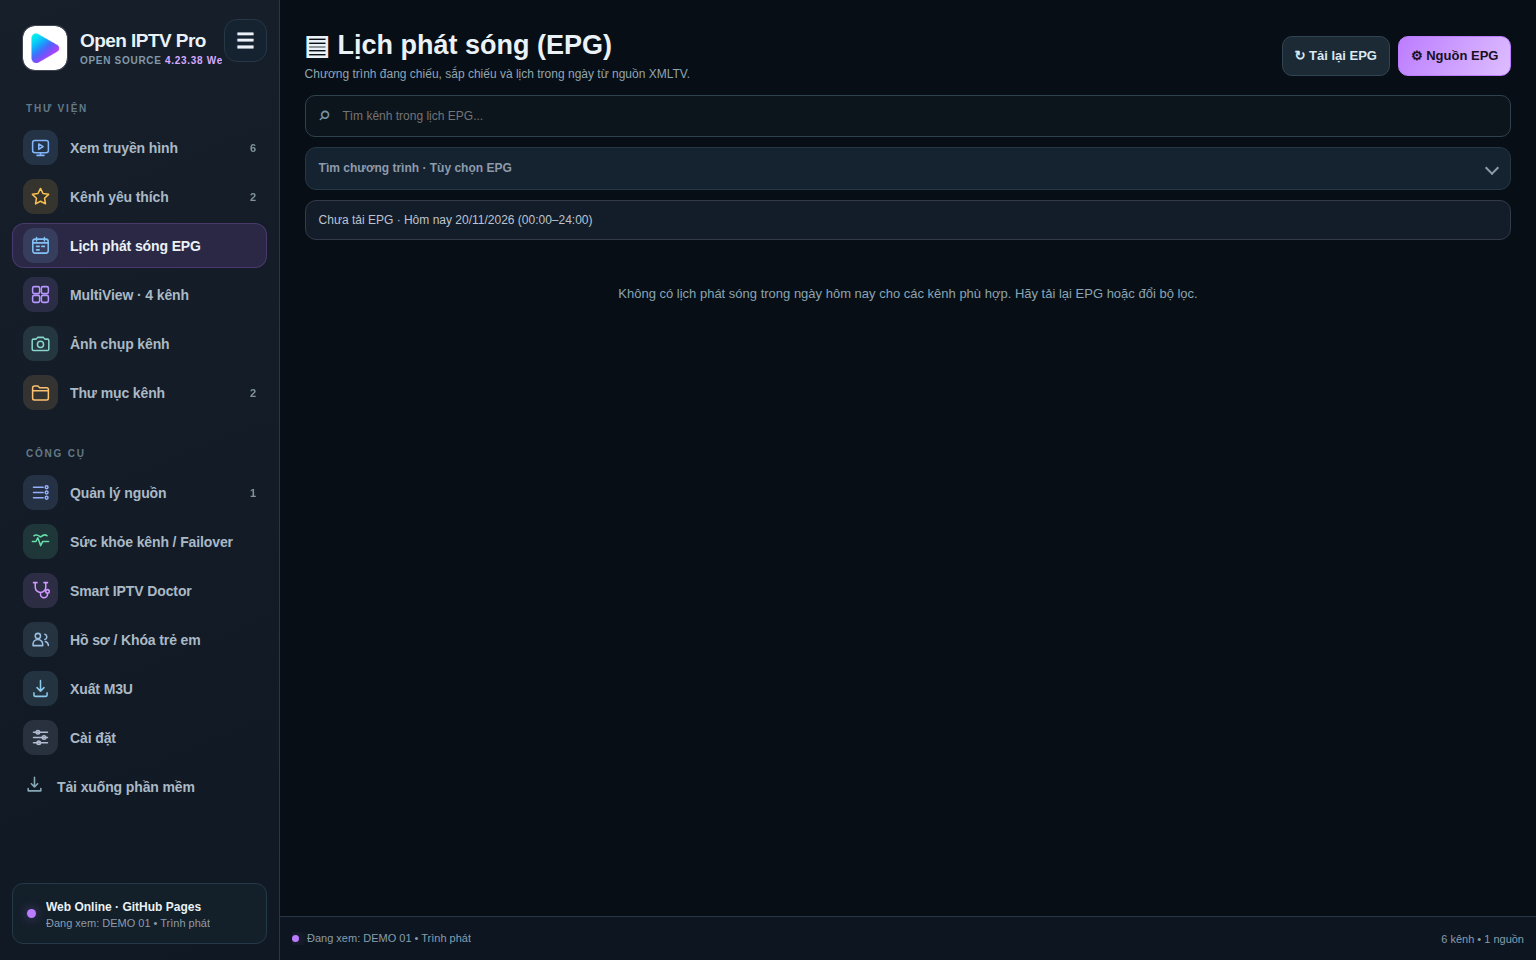 Open IPTV Pro
OPEN SOURCE 4.23.38 We
THƯ VIỆN
Xem truyền hình 6
Kênh yêu thích 2
Lịch phát sóng EPG
MultiView · 4 kênh
Ảnh chụp kênh
Thư mục kênh 2
CÔNG CỤ
Quản lý nguồn 1
Sức khỏe kênh / Failover
Smart IPTV Doctor
Hồ sơ / Khóa trẻ em
Xuất M3U
Cài đặt
Tải xuống phần mềm
Web Online · GitHub Pages
Đang xem: DEMO 01 • Trình phát
Lịch phát sóng (EPG)
Chương trình đang chiếu, sắp chiếu và lịch trong ngày từ nguồn XMLTV.
↻ Tải lại EPG
⚙ Nguồn EPG
Tìm kênh trong lịch EPG...
Tìm chương trình · Tùy chọn EPG
Chưa tải EPG · Hôm nay 20/11/2026 (00:00–24:00)
Không có lịch phát sóng trong ngày hôm nay cho các kênh phù hợp. Hãy tải lại EPG hoặc đổi bộ lọc.
Đang xem: DEMO 01 • Trình phát
6 kênh • 1 nguồn